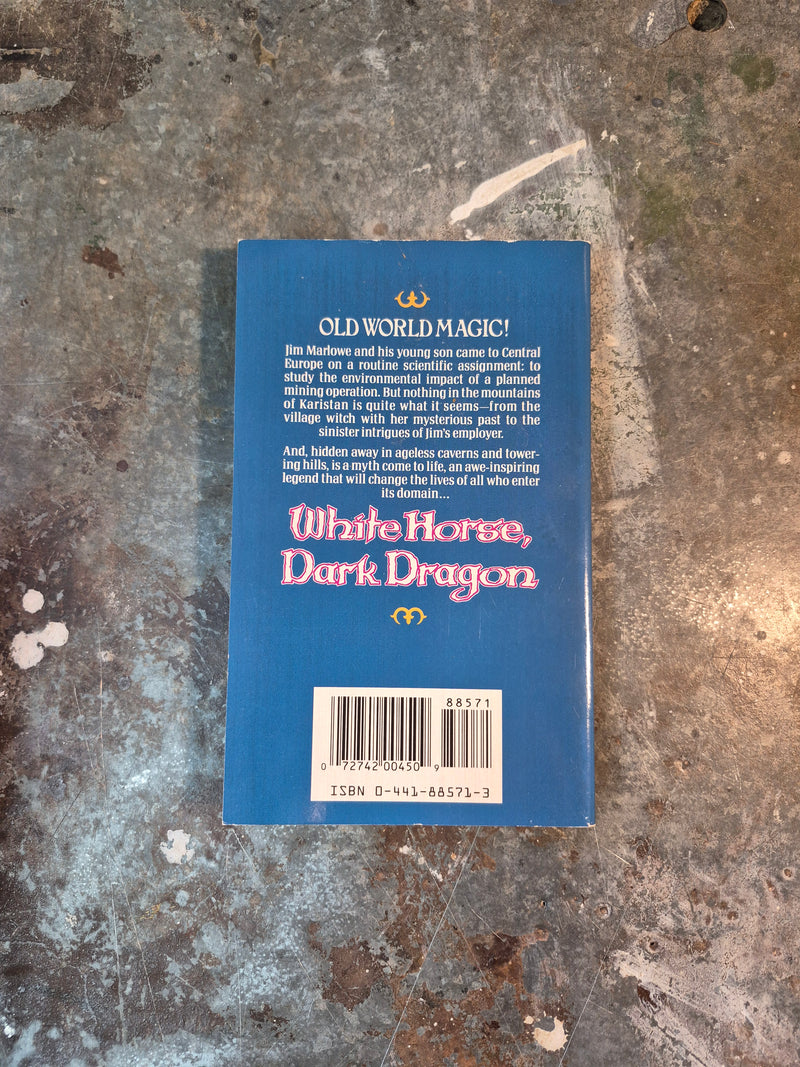 OLD WORLD MAGIC!
Jim Marlowe and his young son came to Central
Europe on a routine scientific assignment: to
study the environmental impact of a planned
mining operation. But nothing in the mountains
of Karistan is quite what it seems—from the
village witch with her mysterious past to the
sinister intrigues of Jim's employer.
And, hidden away in ageless caverns and tower-
ing hills, is a myth come to life, an awe-inspiring
legend that will change the lives of all who enter
its domain...
White Horse,
Dark Dragon
88571
0 72742 00450 9
ISBN 0-441-88571-3